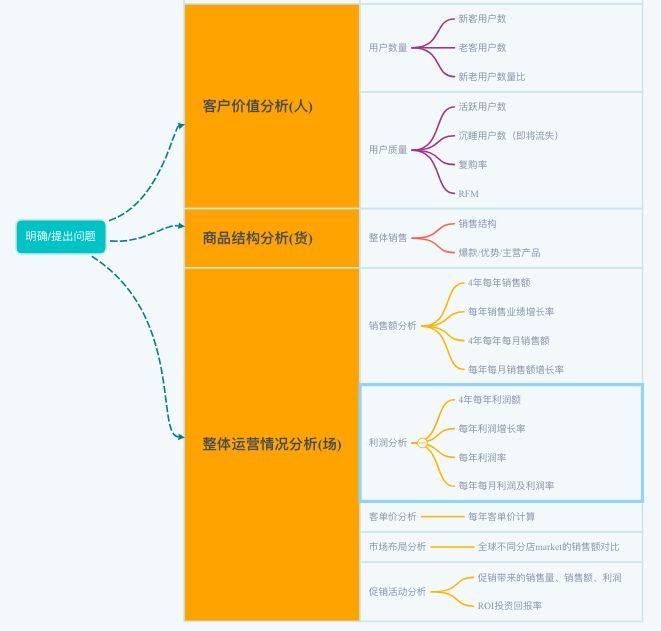 明确/提出问题
客户价值分析(人)
用户数量
新客用户数
老客用户数
新老用户数量比
用户质量
活跃用户数
沉睡用户数（即将流失）
复购率
RFM
商品结构分析(货)
整体销售
销售结构
爆款/优势/主营产品
整体运营情况分析(场)
销售额分析
4年每年销售额
每年销售业绩增长率
4年每年每月销售额
每年每月销售额增长率
利润分析
4年每年利润额
每年利润增长率
每年利润率
每年每月利润及利润率
客单价分析
每年客单价计算
市场布局分析
全球不同分店market的销售额对比
促销活动分析
促销带来的销售量、销售额、利润
ROI投资回报率